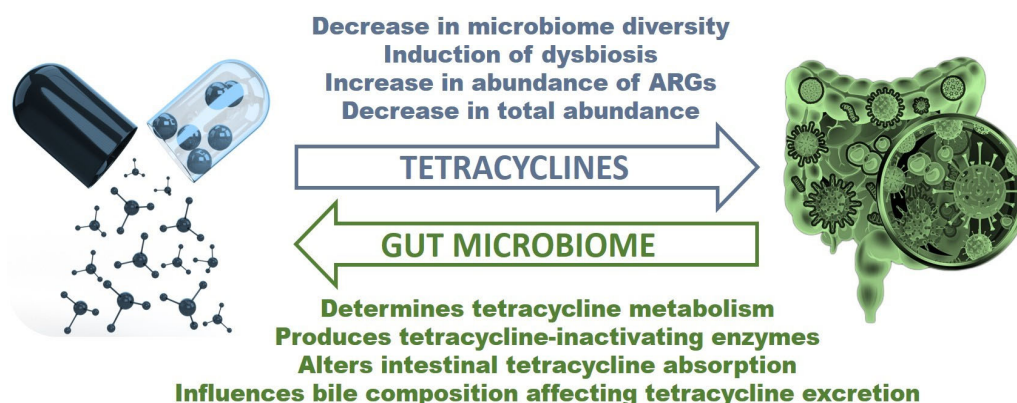 Decrease in microbiome diversity
Induction of dysbiosis
Increase in abundance of ARGs
Decrease in total abundance
TETRACYCLINES
GUT MICROBIOME
Determines tetracycline metabolism
Produces tetracycline-inactivating enzymes
Alters intestinal tetracycline absorption
Influences bile composition affecting tetracycline excretion